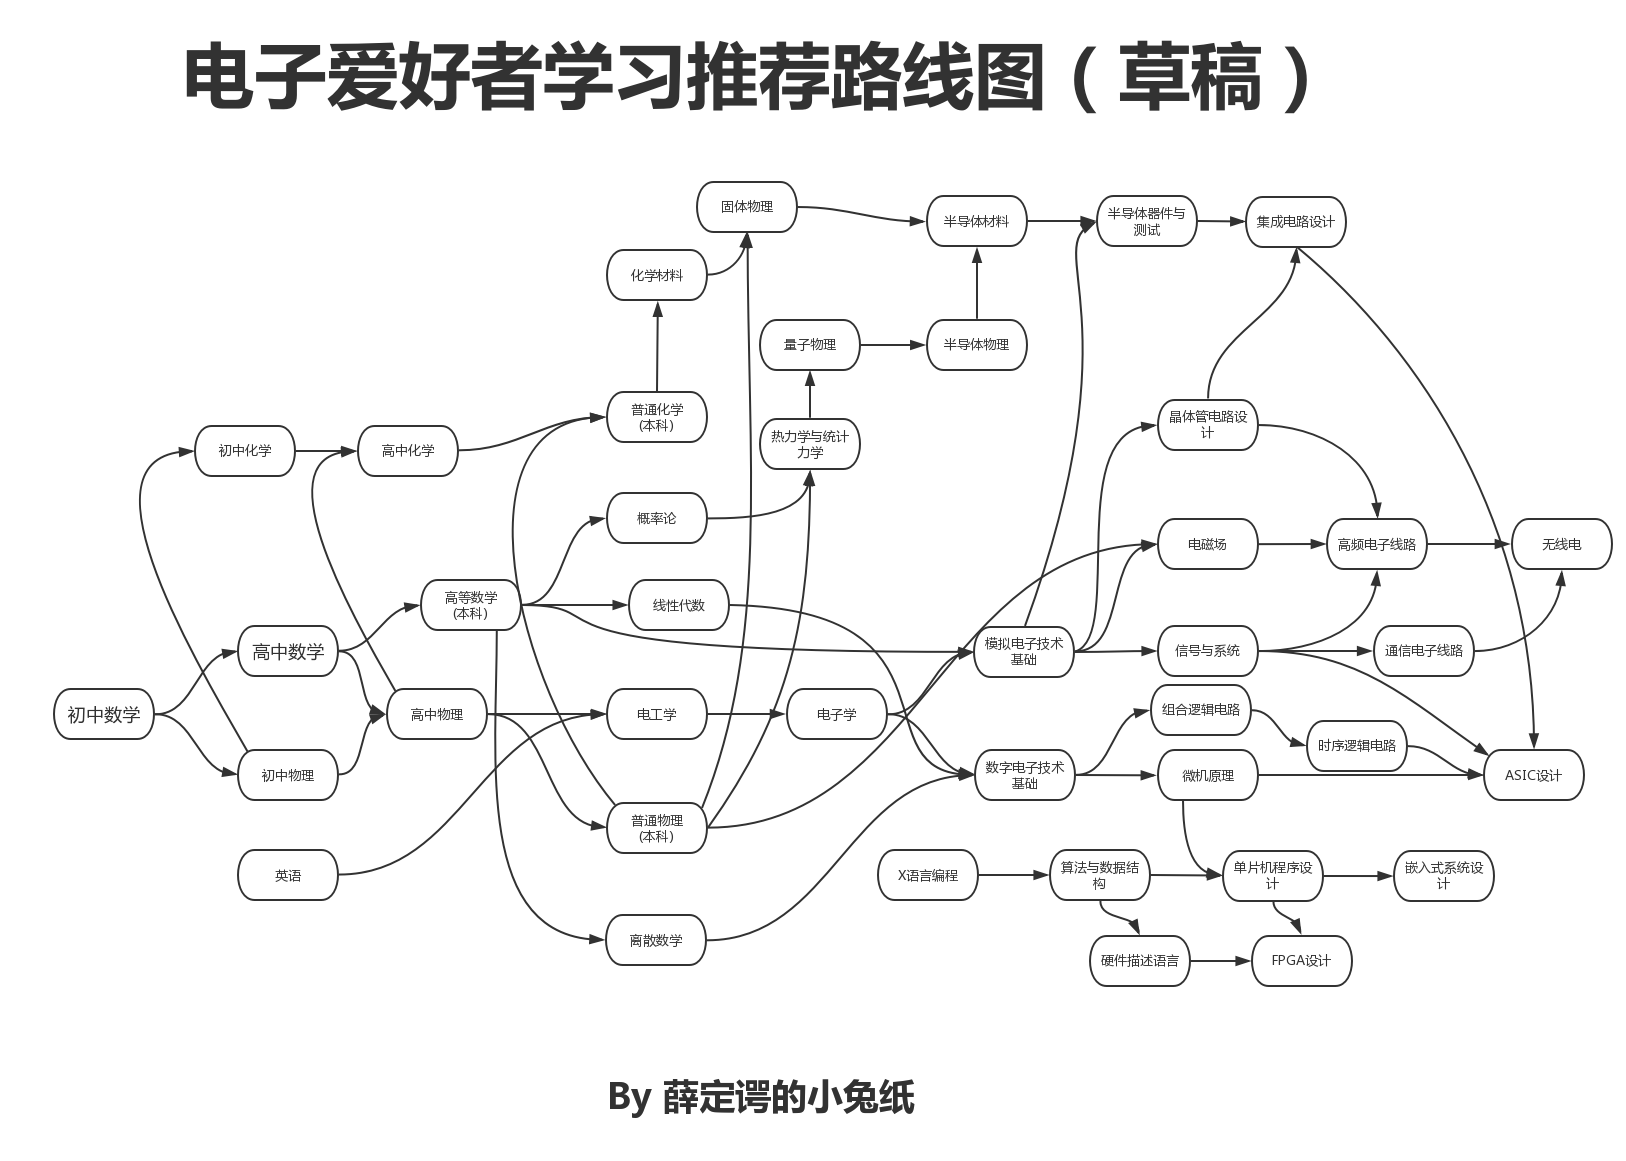 电子爱好者学习推荐路线图（草稿）
固体物理
半导体材料
半导体器件与
测试
集成电路设计
化学材料
量子物理
半导体物理
普通化学
(本科)
晶体管电路设
计
热力学与统计
力学
初中化学
高中化学
概率论
电磁场
高频电子线路
无线电
高等数学
(本科)
线性代数
高中数学
模拟电子技术
基础
信号与系统
通信电子线路
初中数学
高中物理
电工学
电子学
组合逻辑电路
时序逻辑电路
初中物理
数字电子技术
基础
微机原理
ASIC设计
普通物理
(本科)
英语
X语言编程
算法与数据结
构
单片机程序设
计
嵌入式系统设
计
离散数学
硬件描述语言
FPGA设计
By 薛定谔的小兔纸